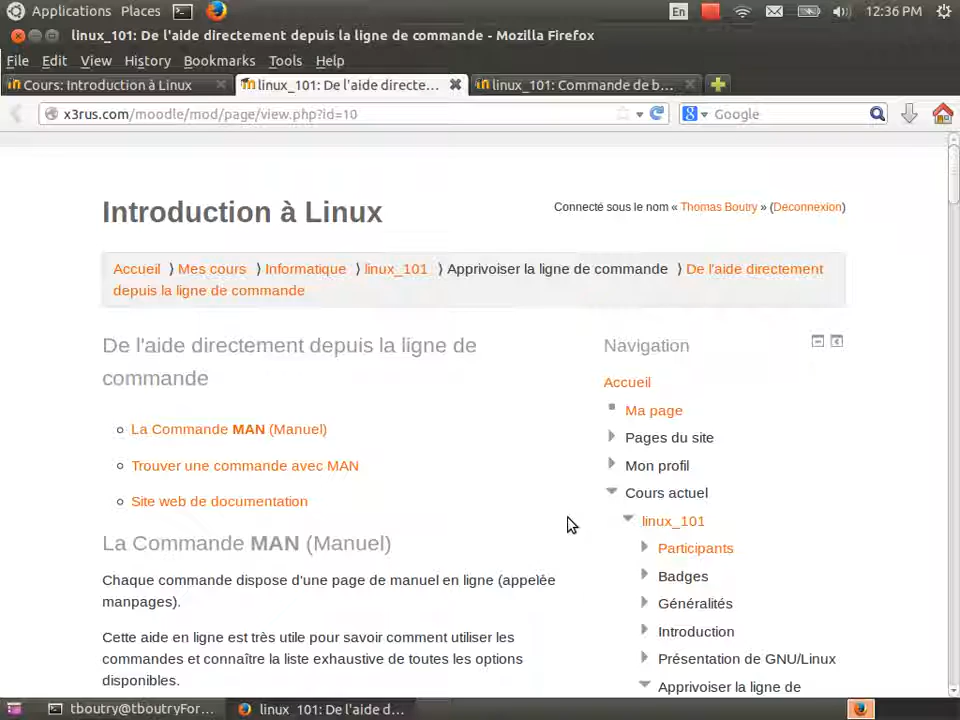 Applications Places En 12:36 PM
linux_101: De l'aide directement depuis la ligne de commande - Mozilla Firefox
File Edit View History Bookmarks Tools Help
Cours: Introduction à Linux linux_101: De l'aide directe... linux_101: Commande de b...
x3rus.com/moodle/mod/page/view.php?id=10 Google
Introduction à Linux
Connecté sous le nom « Thomas Boutry » (Deconnexion)
Accueil ⟩ Mes cours ⟩ Informatique ⟩ linux_101 ⟩ Apprivoiser la ligne de commande ⟩ De l'aide directement
depuis la ligne de commande
De l'aide directement depuis la ligne de
commande
La Commande MAN (Manuel)
Trouver une commande avec MAN
Site web de documentation
La Commande MAN (Manuel)
Chaque commande dispose d'une page de manuel en ligne (appelée
manpages).
Cette aide en ligne est très utile pour savoir comment utiliser les
commandes et connaître la liste exhaustive de toutes les options
disponibles.
Navigation
Accueil
Ma page
Pages du site
Mon profil
Cours actuel
linux_101
Participants
Badges
Généralités
Introduction
Présentation de GNU/Linux
Apprivoiser la ligne de
tboutry@tboutryFor... linux_101: De l'aide d...